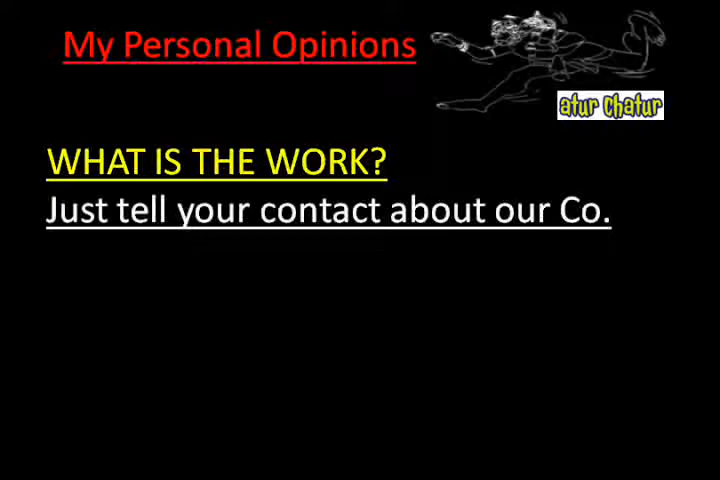 My Personal Opinions
atur Chatur
WHAT IS THE WORK?
Just tell your contact about our Co.